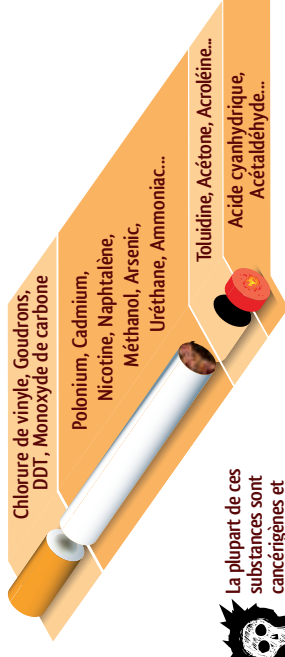 Chlorure de vinyle, Goudrons,
DDT, Monoxyde de carbone
Polonium, Cadmium,
Nicotine, Naphtalène,
Méthanol, Arsenic,
Uréthane, Ammoniac...
Toluidine, Acétone, Acroléine...
Acide cyanhydrique,
Acétaldéhyde...
La plupart de ces
substances sont
cancérigènes et